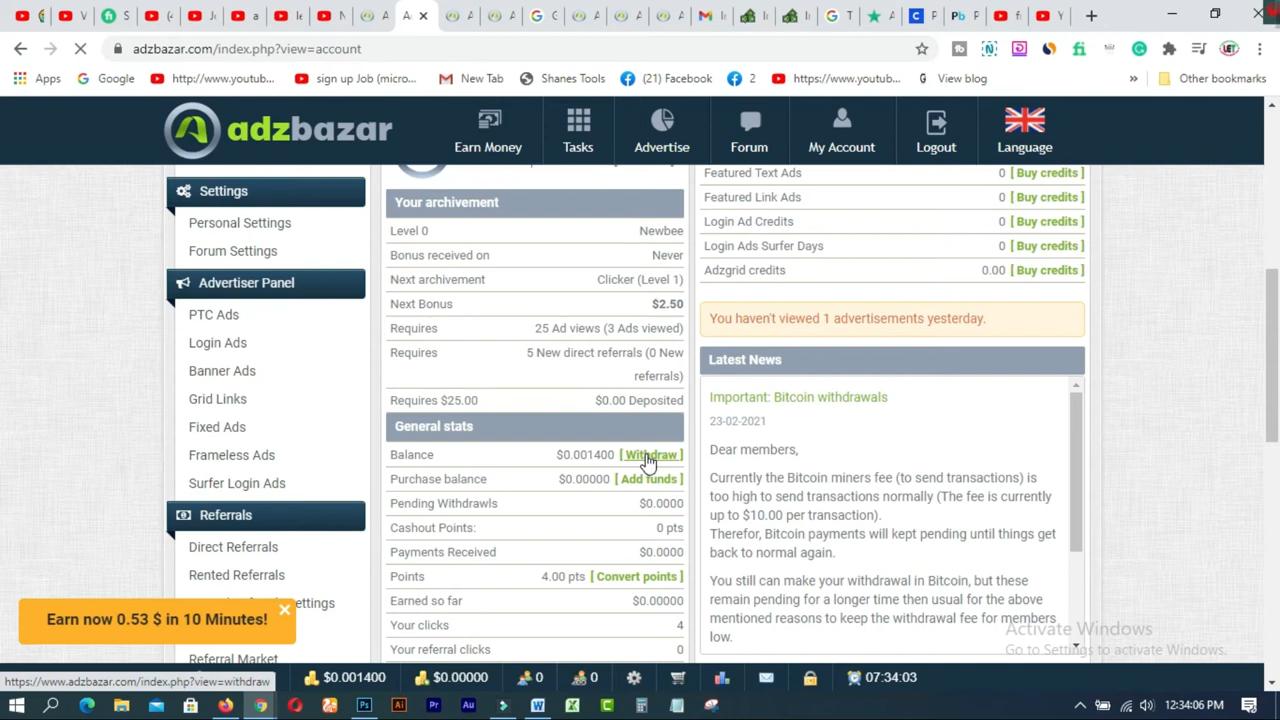 adzbazar.com/index.php?view=account
Apps
Google
http://www.youtub...
sign up Job (micro...
New Tab
Shanes Tools
(21) Facebook
2
https://www.youtub...
View blog
»
Other bookmarks
adzbazar
Earn Money
Tasks
Advertise
Forum
My Account
Logout
Language
Settings
Personal Settings
Forum Settings
Advertiser Panel
PTC Ads
Login Ads
Banner Ads
Grid Links
Fixed Ads
Frameless Ads
Surfer Login Ads
Referrals
Direct Referrals
Rented Referrals
Referral Market
Your archivement
Level 0 Newbee
Bonus received on Never
Next archivement Clicker (Level 1)
Next Bonus $2.50
Requires 25 Ad views (3 Ads viewed)
Requires 5 New direct referrals (0 New
referrals)
Requires $25.00 $0.00 Deposited
General stats
Balance $0.001400 [ Withdraw ]
Purchase balance $0.00000 [ Add funds ]
Pending Withdrawls $0.0000
Cashout Points: 0 pts
Payments Received $0.0000
Points 4.00 pts [ Convert points ]
Earned so far $0.00000
Your clicks 4
Your referral clicks 0
Featured Text Ads 0 [ Buy credits ]
Featured Link Ads 0 [ Buy credits ]
Login Ad Credits 0 [ Buy credits ]
Login Ads Surfer Days 0 [ Buy credits ]
Adzgrid credits 0.00 [ Buy credits ]
You haven't viewed 1 advertisements yesterday.
Latest News
Important: Bitcoin withdrawals
23-02-2021
Dear members,
Currently the Bitcoin miners fee (to send transactions) is
too high to send transactions normally (The fee is currently
up to $10.00 per transaction).
Therefor, Bitcoin payments will kept pending until things get
back to normal again.
You still can make your withdrawal in Bitcoin, but these
remain pending for a longer time then usual for the above
mentioned reasons to keep the withdrawal fee for members
low.
Earn now 0.53 $ in 10 Minutes!
Activate Windows
Go to Settings to activate Windows.
https://www.adzbazar.com/index.php?view=withdraw
$0.001400
$0.00000
0
0
07:34:03
12:34:06 PM